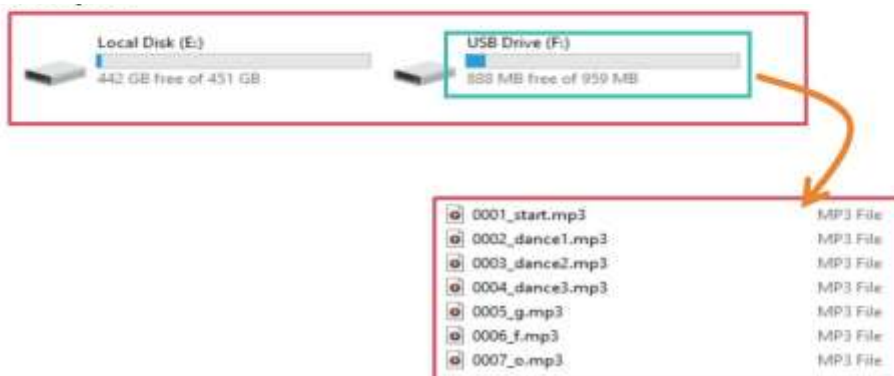 Local Disk (E:)
442 GB free of 451 GB
USB Drive (F:)
888 MB free of 959 MB
0001_start.mp3 MP3 File
0002_dance1.mp3 MP3 File
0003_dance2.mp3 MP3 File
0004_dance3.mp3 MP3 File
0005_g.mp3 MP3 File
0006_f.mp3 MP3 File
0007_o.mp3 MP3 File